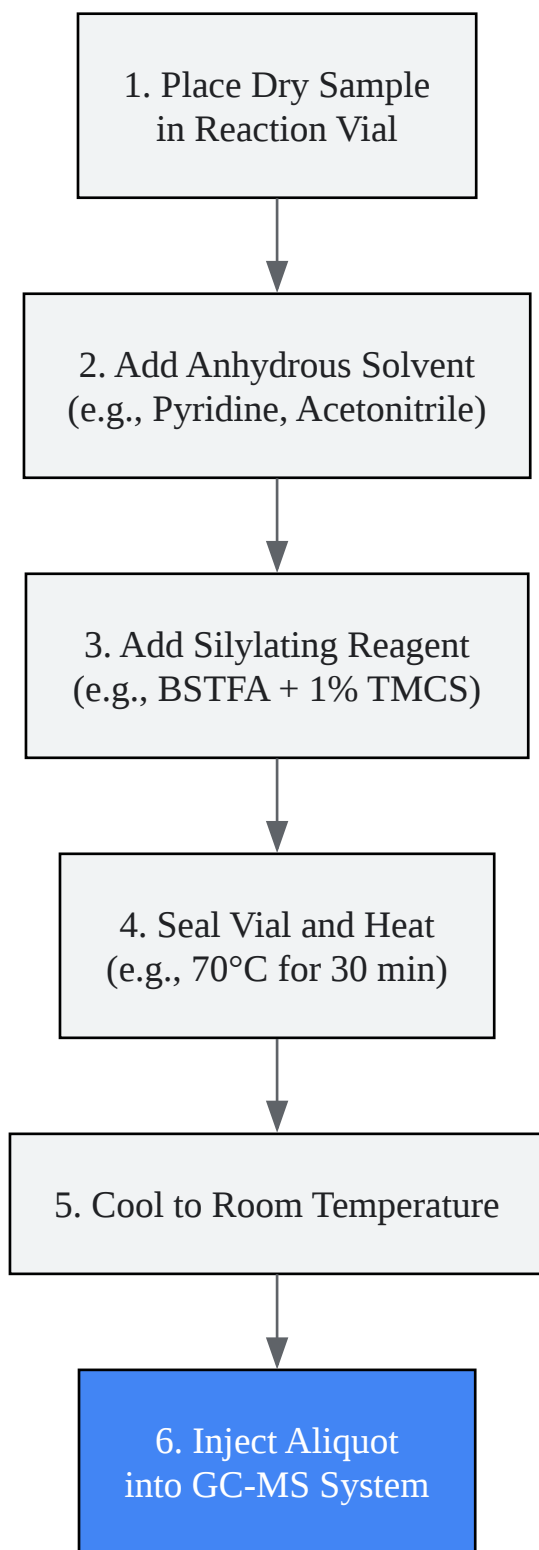 1. Place Dry Sample
in Reaction Vial
2. Add Anhydrous Solvent
(e.g., Pyridine, Acetonitrile)
3. Add Silylating Reagent
(e.g., BSTFA + 1% TMCS)
4. Seal Vial and Heat
(e.g., 70°C for 30 min)
5. Cool to Room Temperature
6. Inject Aliquot
into GC-MS System